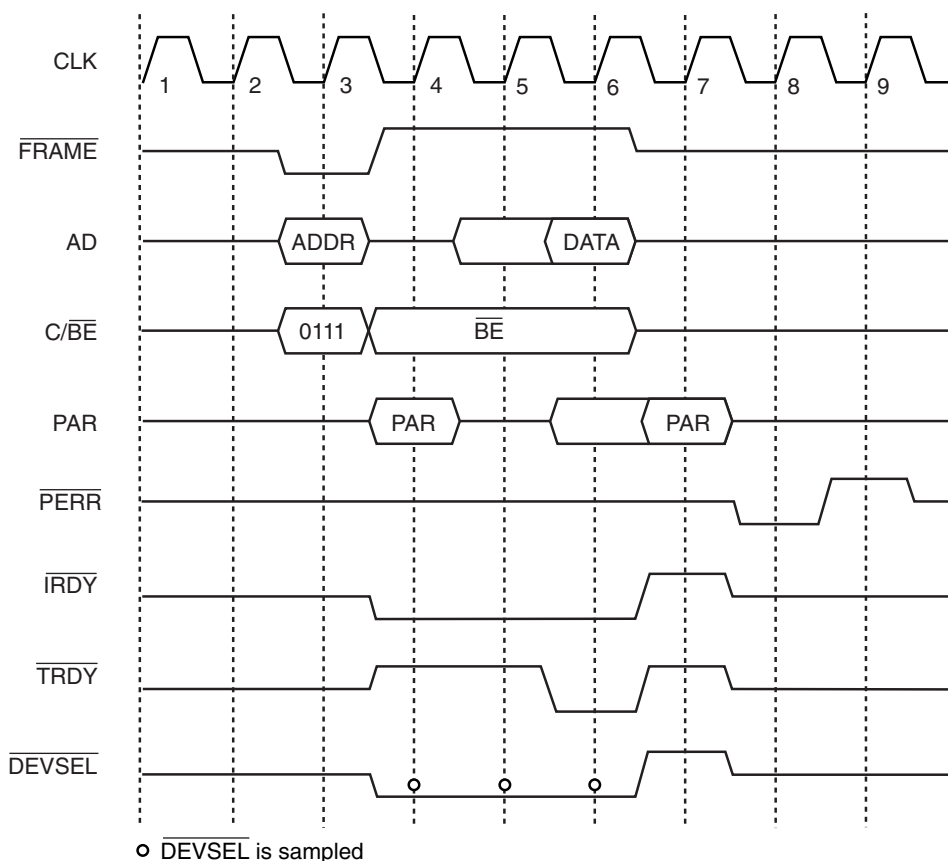 CLK
1 2 3 4 5 6 7 8 9
FRAME
AD
ADDR DATA
C/BE
0111 BE
PAR
PAR PAR
PERR
IRDY
TRDY
DEVSEL
DEVSEL is sampled